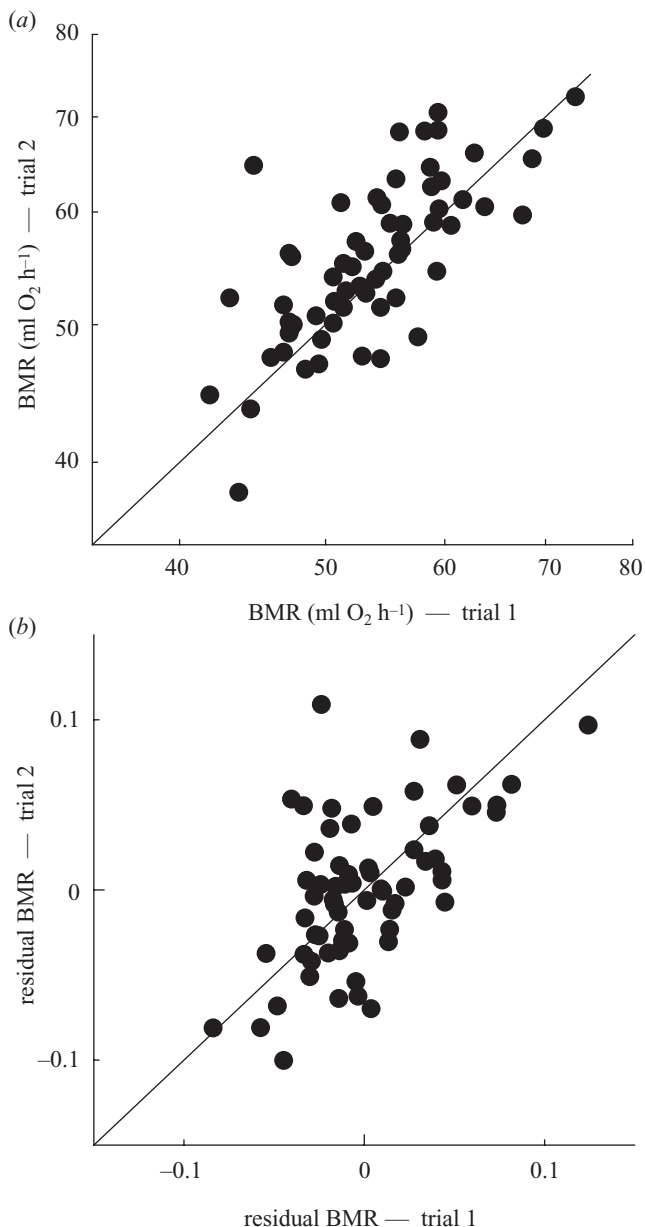 (a)
80
70
60
50
40
BMR (ml O₂ h⁻¹) — trial 2
40 50 60 70 80
BMR (ml O₂ h⁻¹) — trial 1
(b)
0.1
0
–0.1
residual BMR — trial 2
–0.1 0 0.1
residual BMR — trial 1